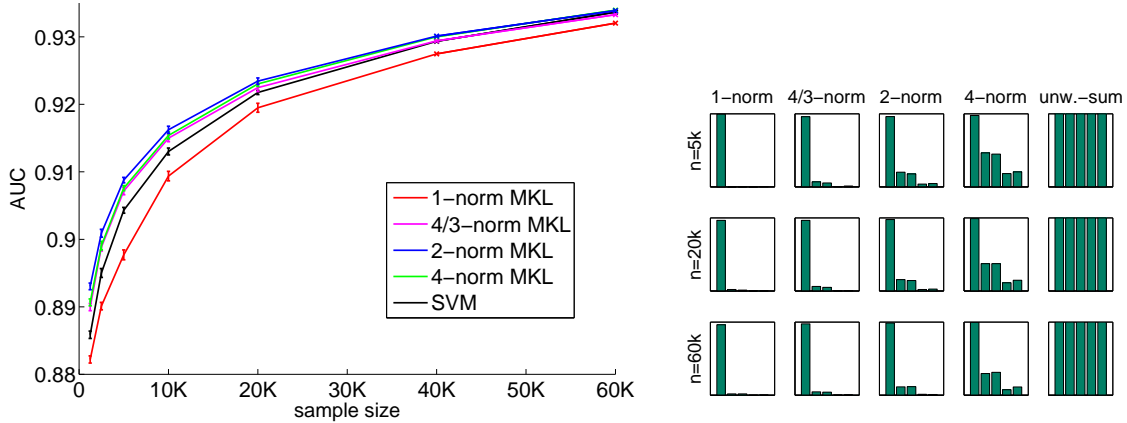 0.93
0.92
0.91
0.9
0.89
0.88
AUC
0 10K 20K 30K 40K 50K 60K
sample size
1−norm MKL
4/3−norm MKL
2−norm MKL
4−norm MKL
SVM
1−norm 4/3−norm 2−norm 4−norm unw.−sum
n=5k
n=20k
n=60k